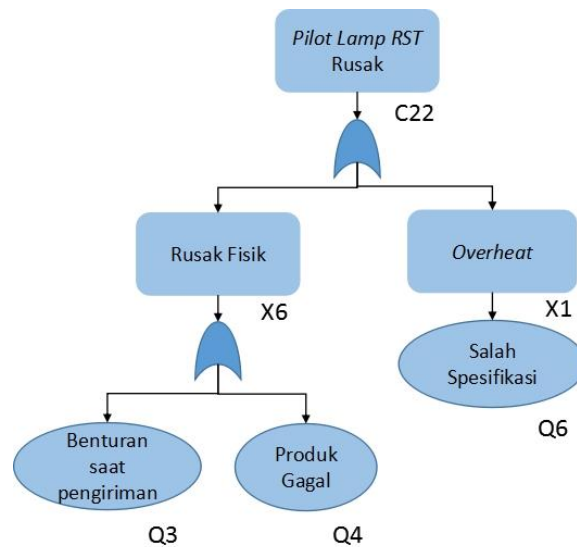 Pilot Lamp RST
Rusak
C22
Rusak Fisik
Overheat
X6
X1
Salah
Spesifikasi
Q6
Benturan
saat
pengiriman
Produk
Gagal
Q3
Q4